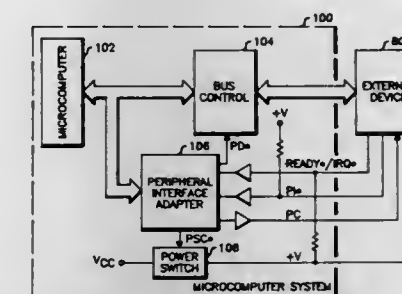 100
102
104
80
MICROCOMPUTER
BUS
CONTROL
EXTERN
DEVIC
+V
106
PD*
PERIPHERAL
INTERFACE
ADAPTER
READY*/IRQ*
PI*
PC
PSC*
108
VCC
POWER
SWITCH
+V
MICROCOMPUTER SYSTEM